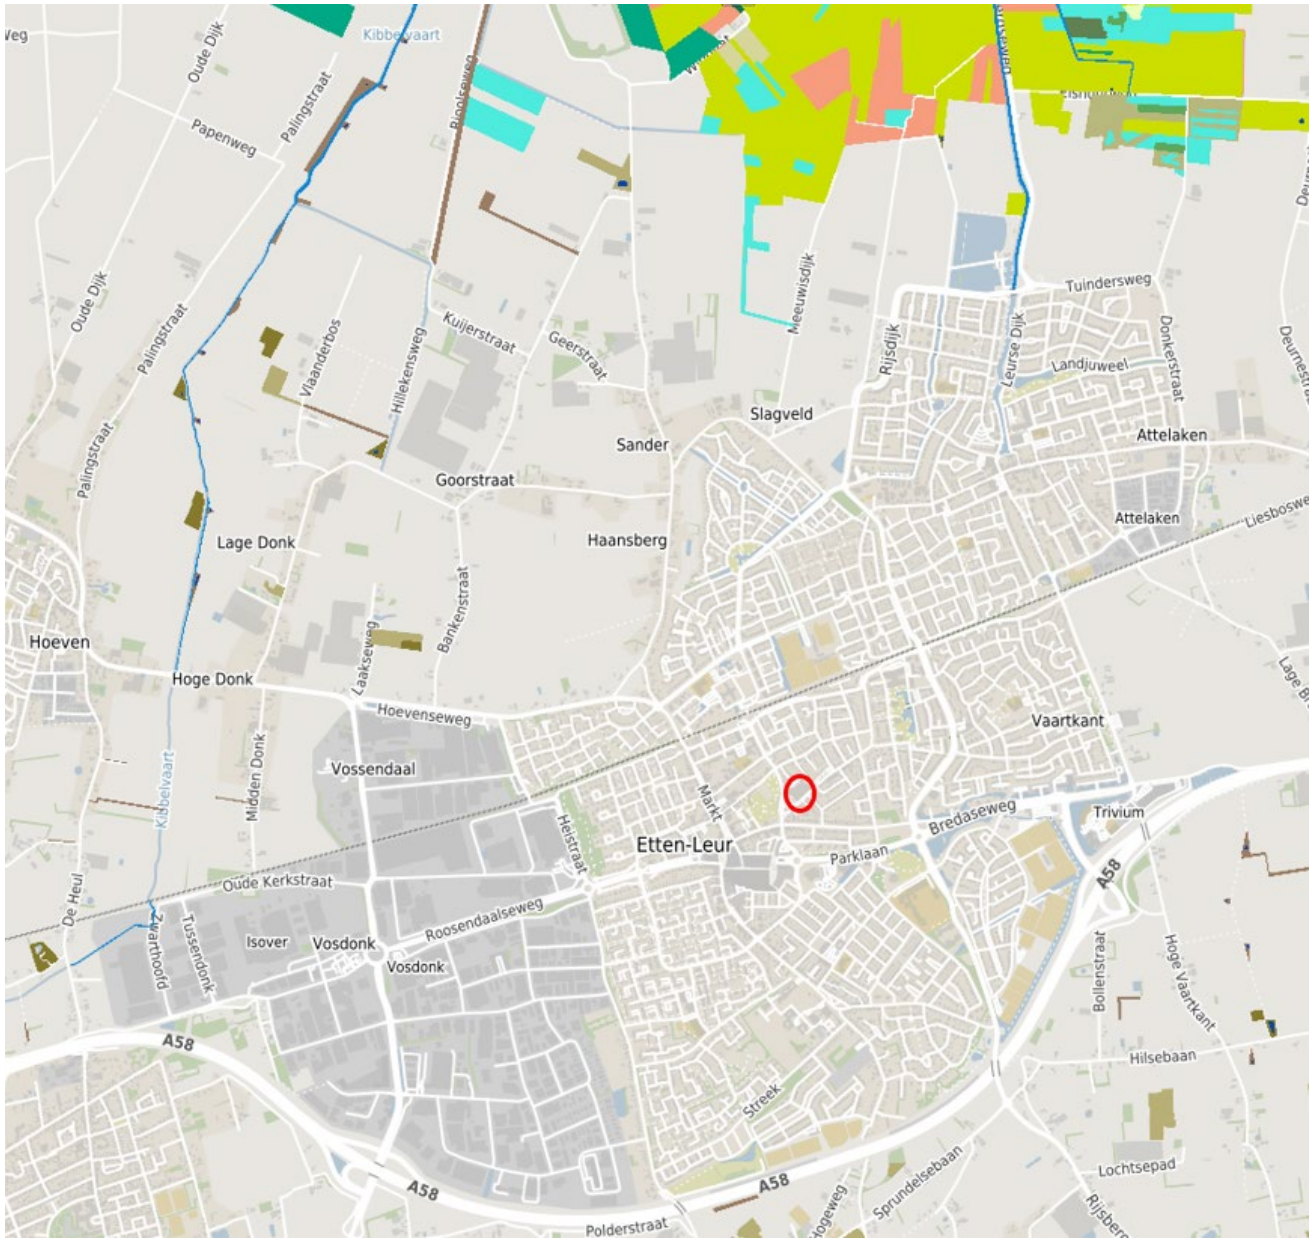 Weg
Oude Dijk
Kibbelvaart
Palingstraat
Rioolseweg
Papenweg
Tuindersweg
Oude Dijk
Meeuwisdijk
Palingstraat
Kuijerstraat
Geerstraat
Vlaanderbos
Hillekensweg
Rijsdijk
Leurse Dijk
Donkerstraat
Landjuweel
Slagveld
Sander
Attelaken
Palingstraat
Goorstraat
Attelaken
Liesbosweg
Lage Donk
Haansberg
Bankenstraat
Laakseweg
Hoeven
Hoge Donk
Hoevenseweg
Vaartkant
Vossendaal
Kibbelvaart
Midden Donk
Markt
Bredaseweg
Trivium
Heistraat
Etten-Leur
Parklaan
A58
Oude Kerkstraat
De Heul
Roosendaalseweg
Zwarthoofd
Tussendonk
Isover
Vosdonk
Vosdonk
Bollenstraat
Hoge Vaartkant
A58
Hilsebaan
Streek
Sprundelsebaan
Lochtsepad
A58
A58
Hogeweg
Polderstraat
Rijsberg